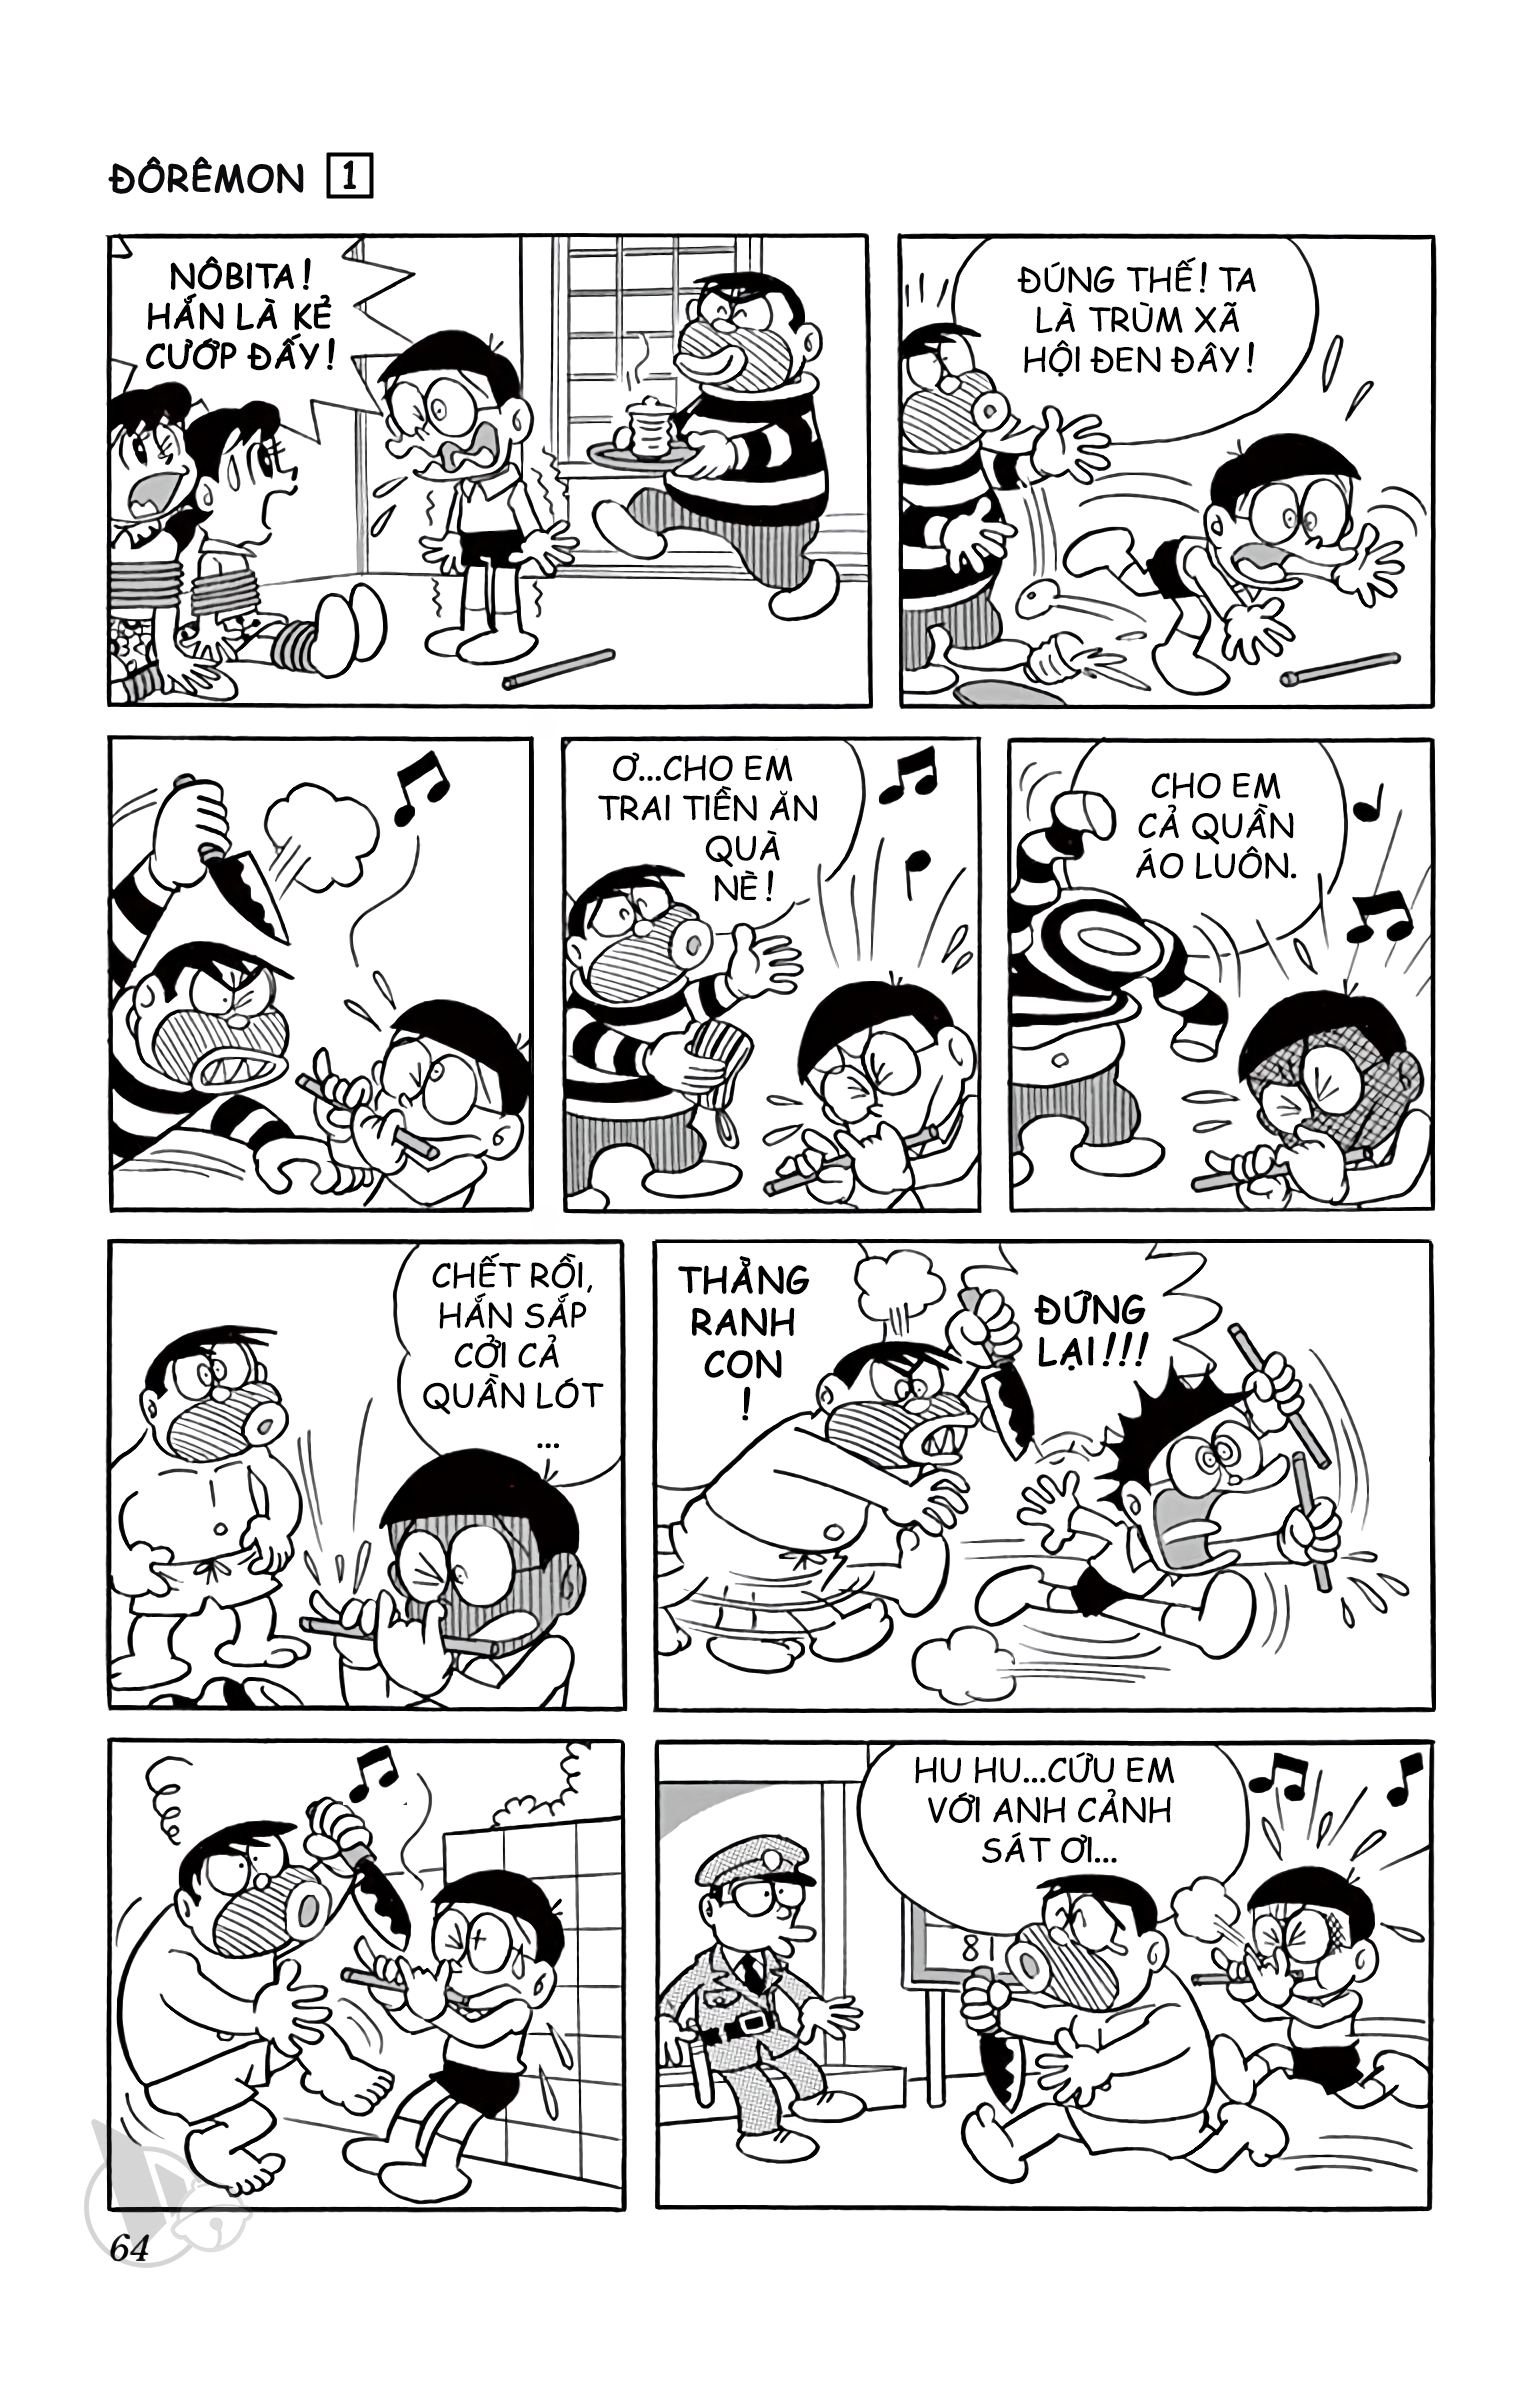 ĐÔRÊMON 1
NÔBITA!
HẮN LÀ KẺ
CƯỚP ĐẤY!
ĐÚNG THẾ! TA
LÀ TRÙM XÃ
HỘI ĐEN ĐÂY!
Ơ...CHO EM
TRAI TIỀN ĂN
QUÀ
NÈ!
CHO EM
CẢ QUẦN
ÁO LUÔN.
CHẾT RỒI,
HẮN SẮP
CỞI CẢ
QUẦN LÓT
...
THẰNG
RANH
CON
!
ĐỨNG
LẠI!!!
HU HU...CỨU EM
VỚI ANH CẢNH
SÁT ƠI...
81
64